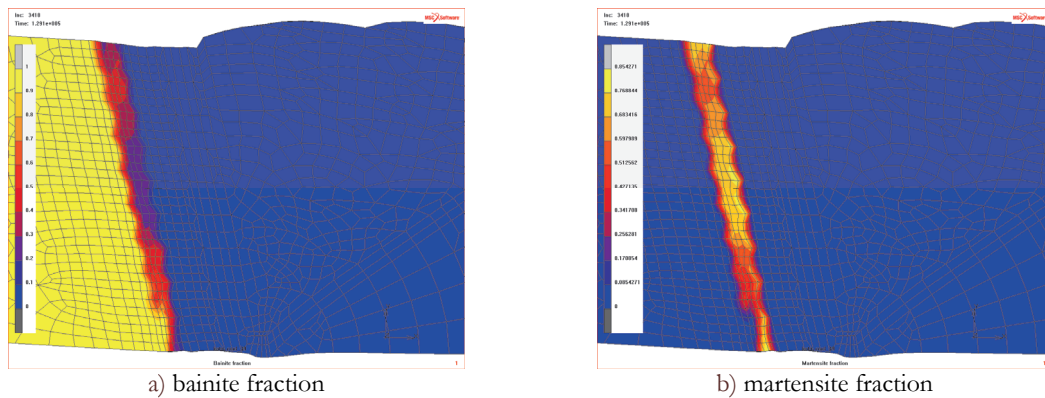 Inc: 3410
Time: 1.291e+005
MSC Software
1
0.9
0.8
0.7
0.6
0.5
0.4
0.3
0.2
0.1
0
Bainite fraction
1
a) bainite fraction
Inc: 3410
Time: 1.291e+005
MSC Software
0.854271
0.768844
0.683416
0.597989
0.512562
0.427135
0.341708
0.256281
0.170854
0.0854271
0
Martensite fraction
1
b) martensite fraction